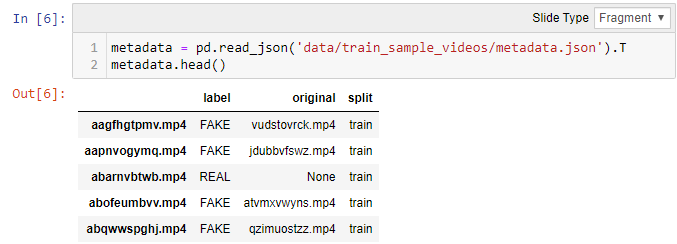 In [6]:
Slide Type Fragment
1 metadata = pd.read_json('data/train_sample_videos/metadata.json').T
2 metadata.head()
Out[6]:
label original split
aagfhgtpmv.mp4 FAKE vudstovrck.mp4 train
aapnvogymq.mp4 FAKE jdubbvfswz.mp4 train
abarnvbtwb.mp4 REAL None train
abofeumbvv.mp4 FAKE atvmxvwyns.mp4 train
abqwwspghj.mp4 FAKE qzimuostzz.mp4 train